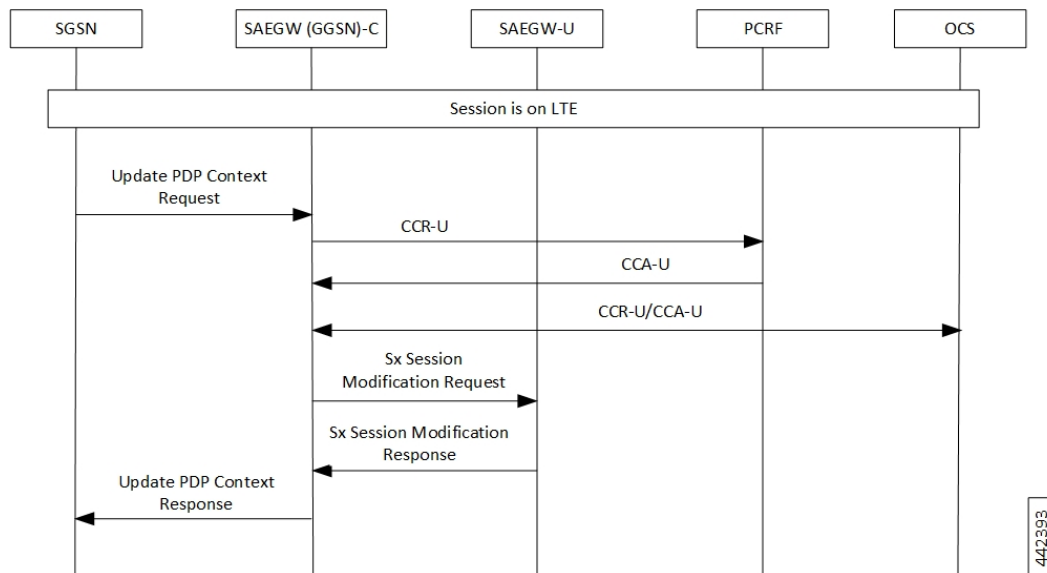 SGSN
SAEGW (GGSN)-C
SAEGW-U
PCRF
OCS
Session is on LTE
Update PDP Context
Request
CCR-U
CCA-U
CCR-U/CCA-U
Sx Session
Modification Request
Sx Session Modification
Response
Update PDP Context
Response
442393